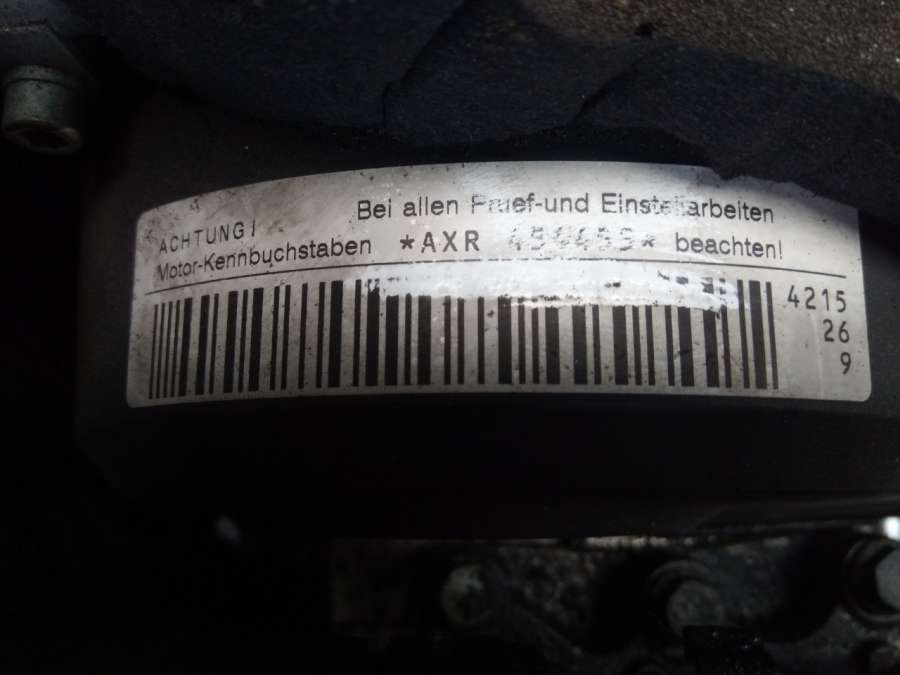 Bei allen Pruef-und Einstellarbeiten
ACHTUNG!
Motor-Kennbuchstaben *AXR beachten!
4215
26
9